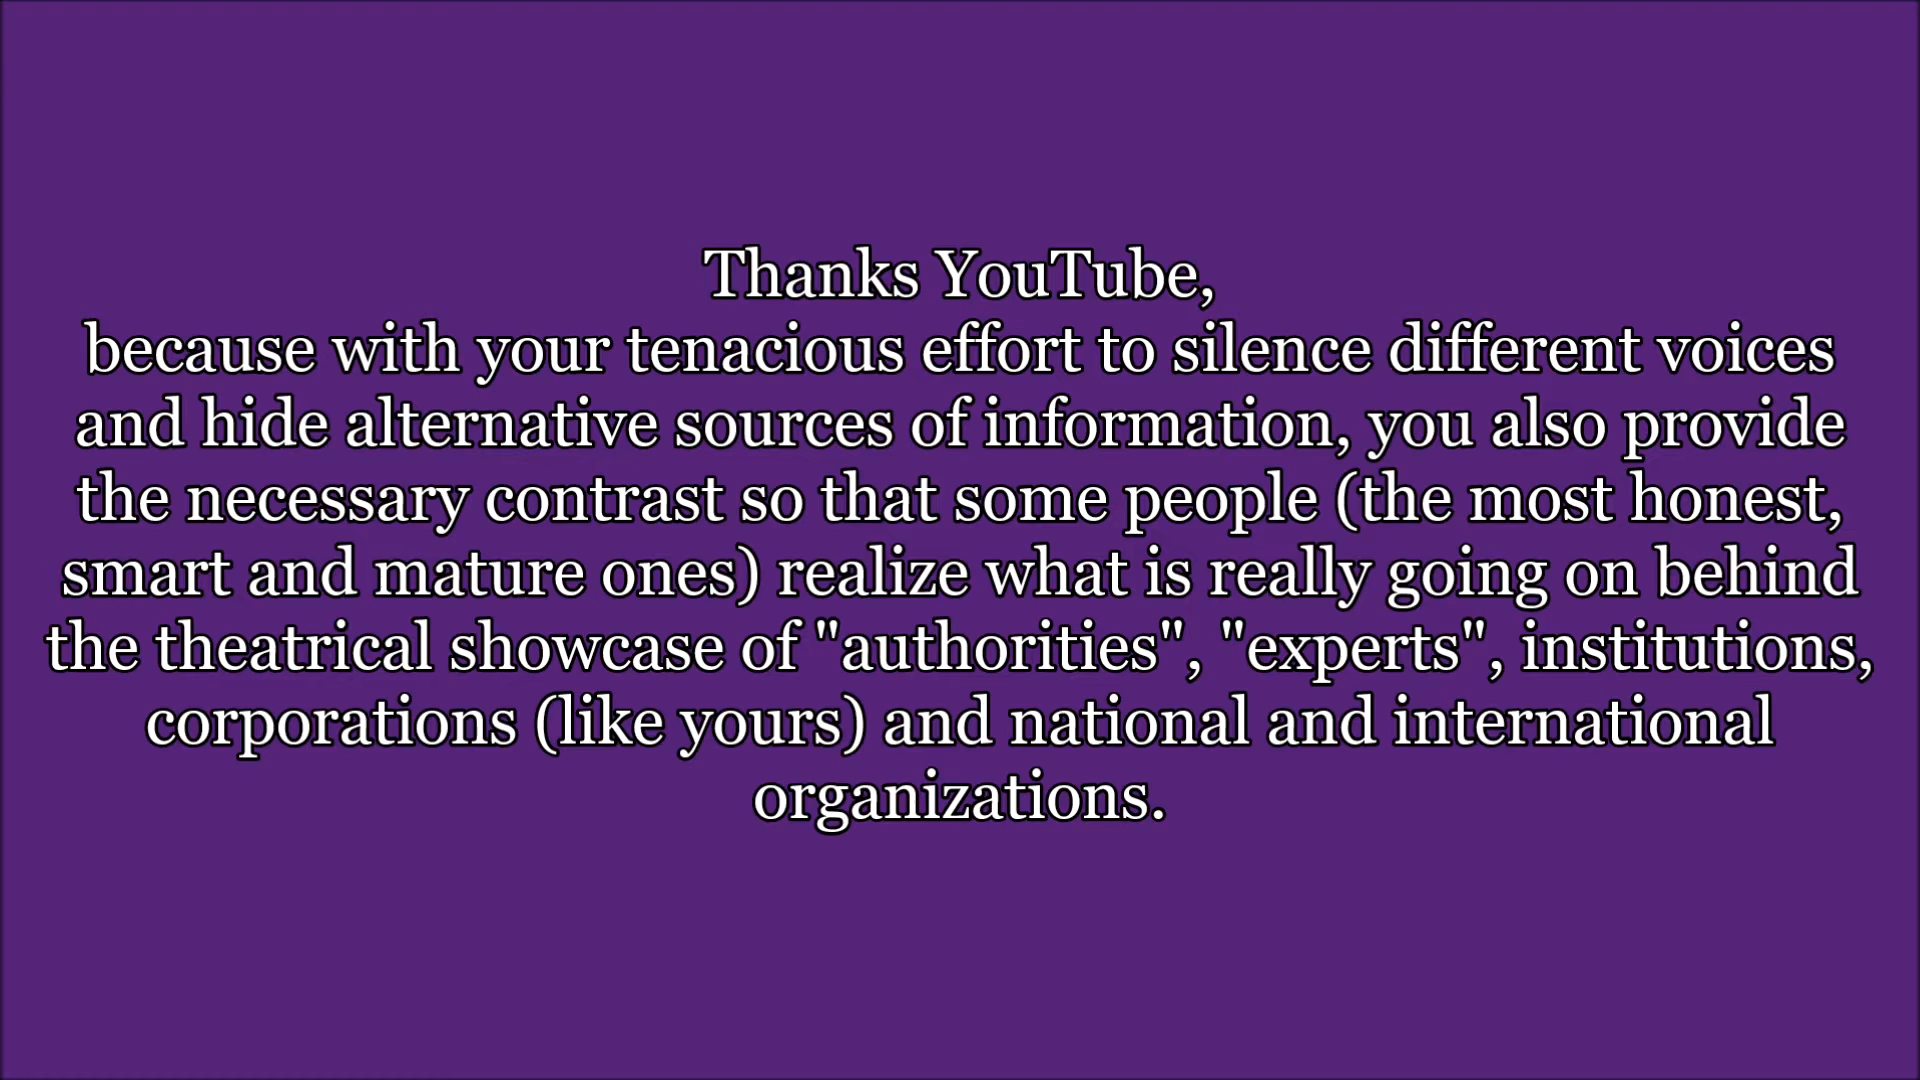 Thanks YouTube,
because with your tenacious effort to silence different voices
and hide alternative sources of information, you also provide
the necessary contrast so that some people (the most honest,
smart and mature ones) realize what is really going on behind
the theatrical showcase of "authorities", "experts", institutions,
corporations (like yours) and national and international
organizations.